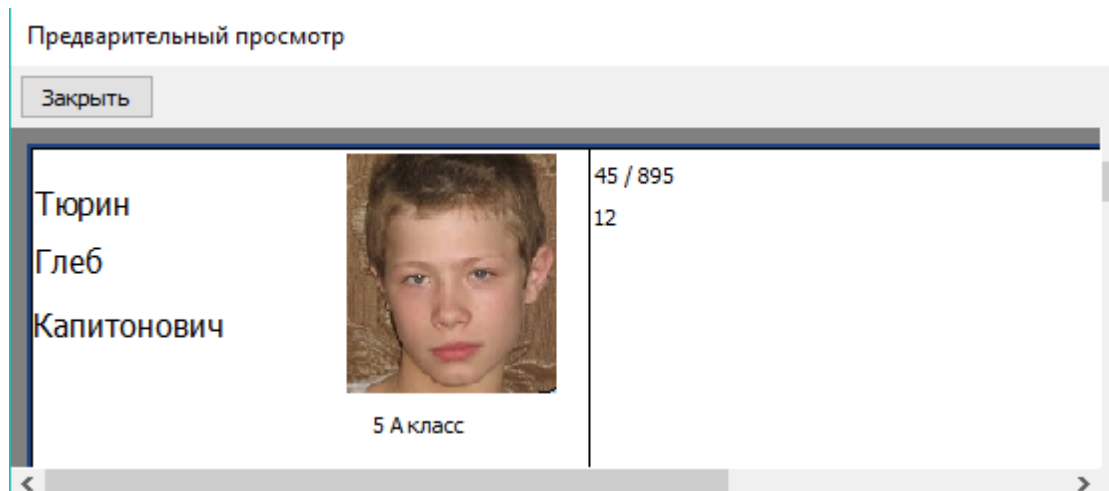 Предварительный просмотр
Закрыть
Тюрин
Глеб
Капитонович
5 А класс
45 / 895
12